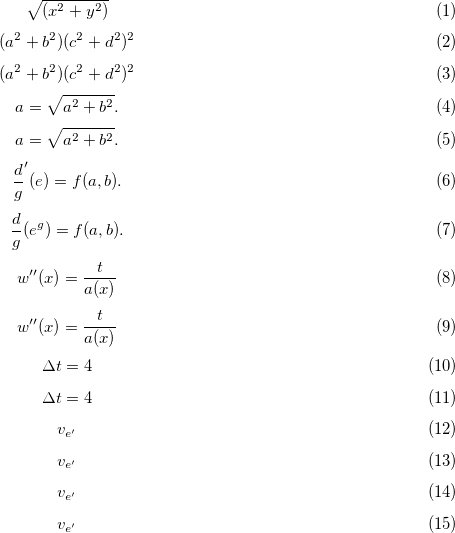 √(x² + y²) (1)
(a² + b²)(c² + d²)² (2)
(a² + b²)(c² + d²)² (3)
a = √a² + b². (4)
a = √a² + b². (5)
d/g ′(e) = f(a, b). (6)
d/g (eᵍ) = f(a, b). (7)
w′′(x) = t/a(x) (8)
w′′(x) = t/a(x) (9)
Δt = 4 (10)
Δt = 4 (11)
v_e′ (12)
v_e′ (13)
v_e′ (14)
v_e′ (15)